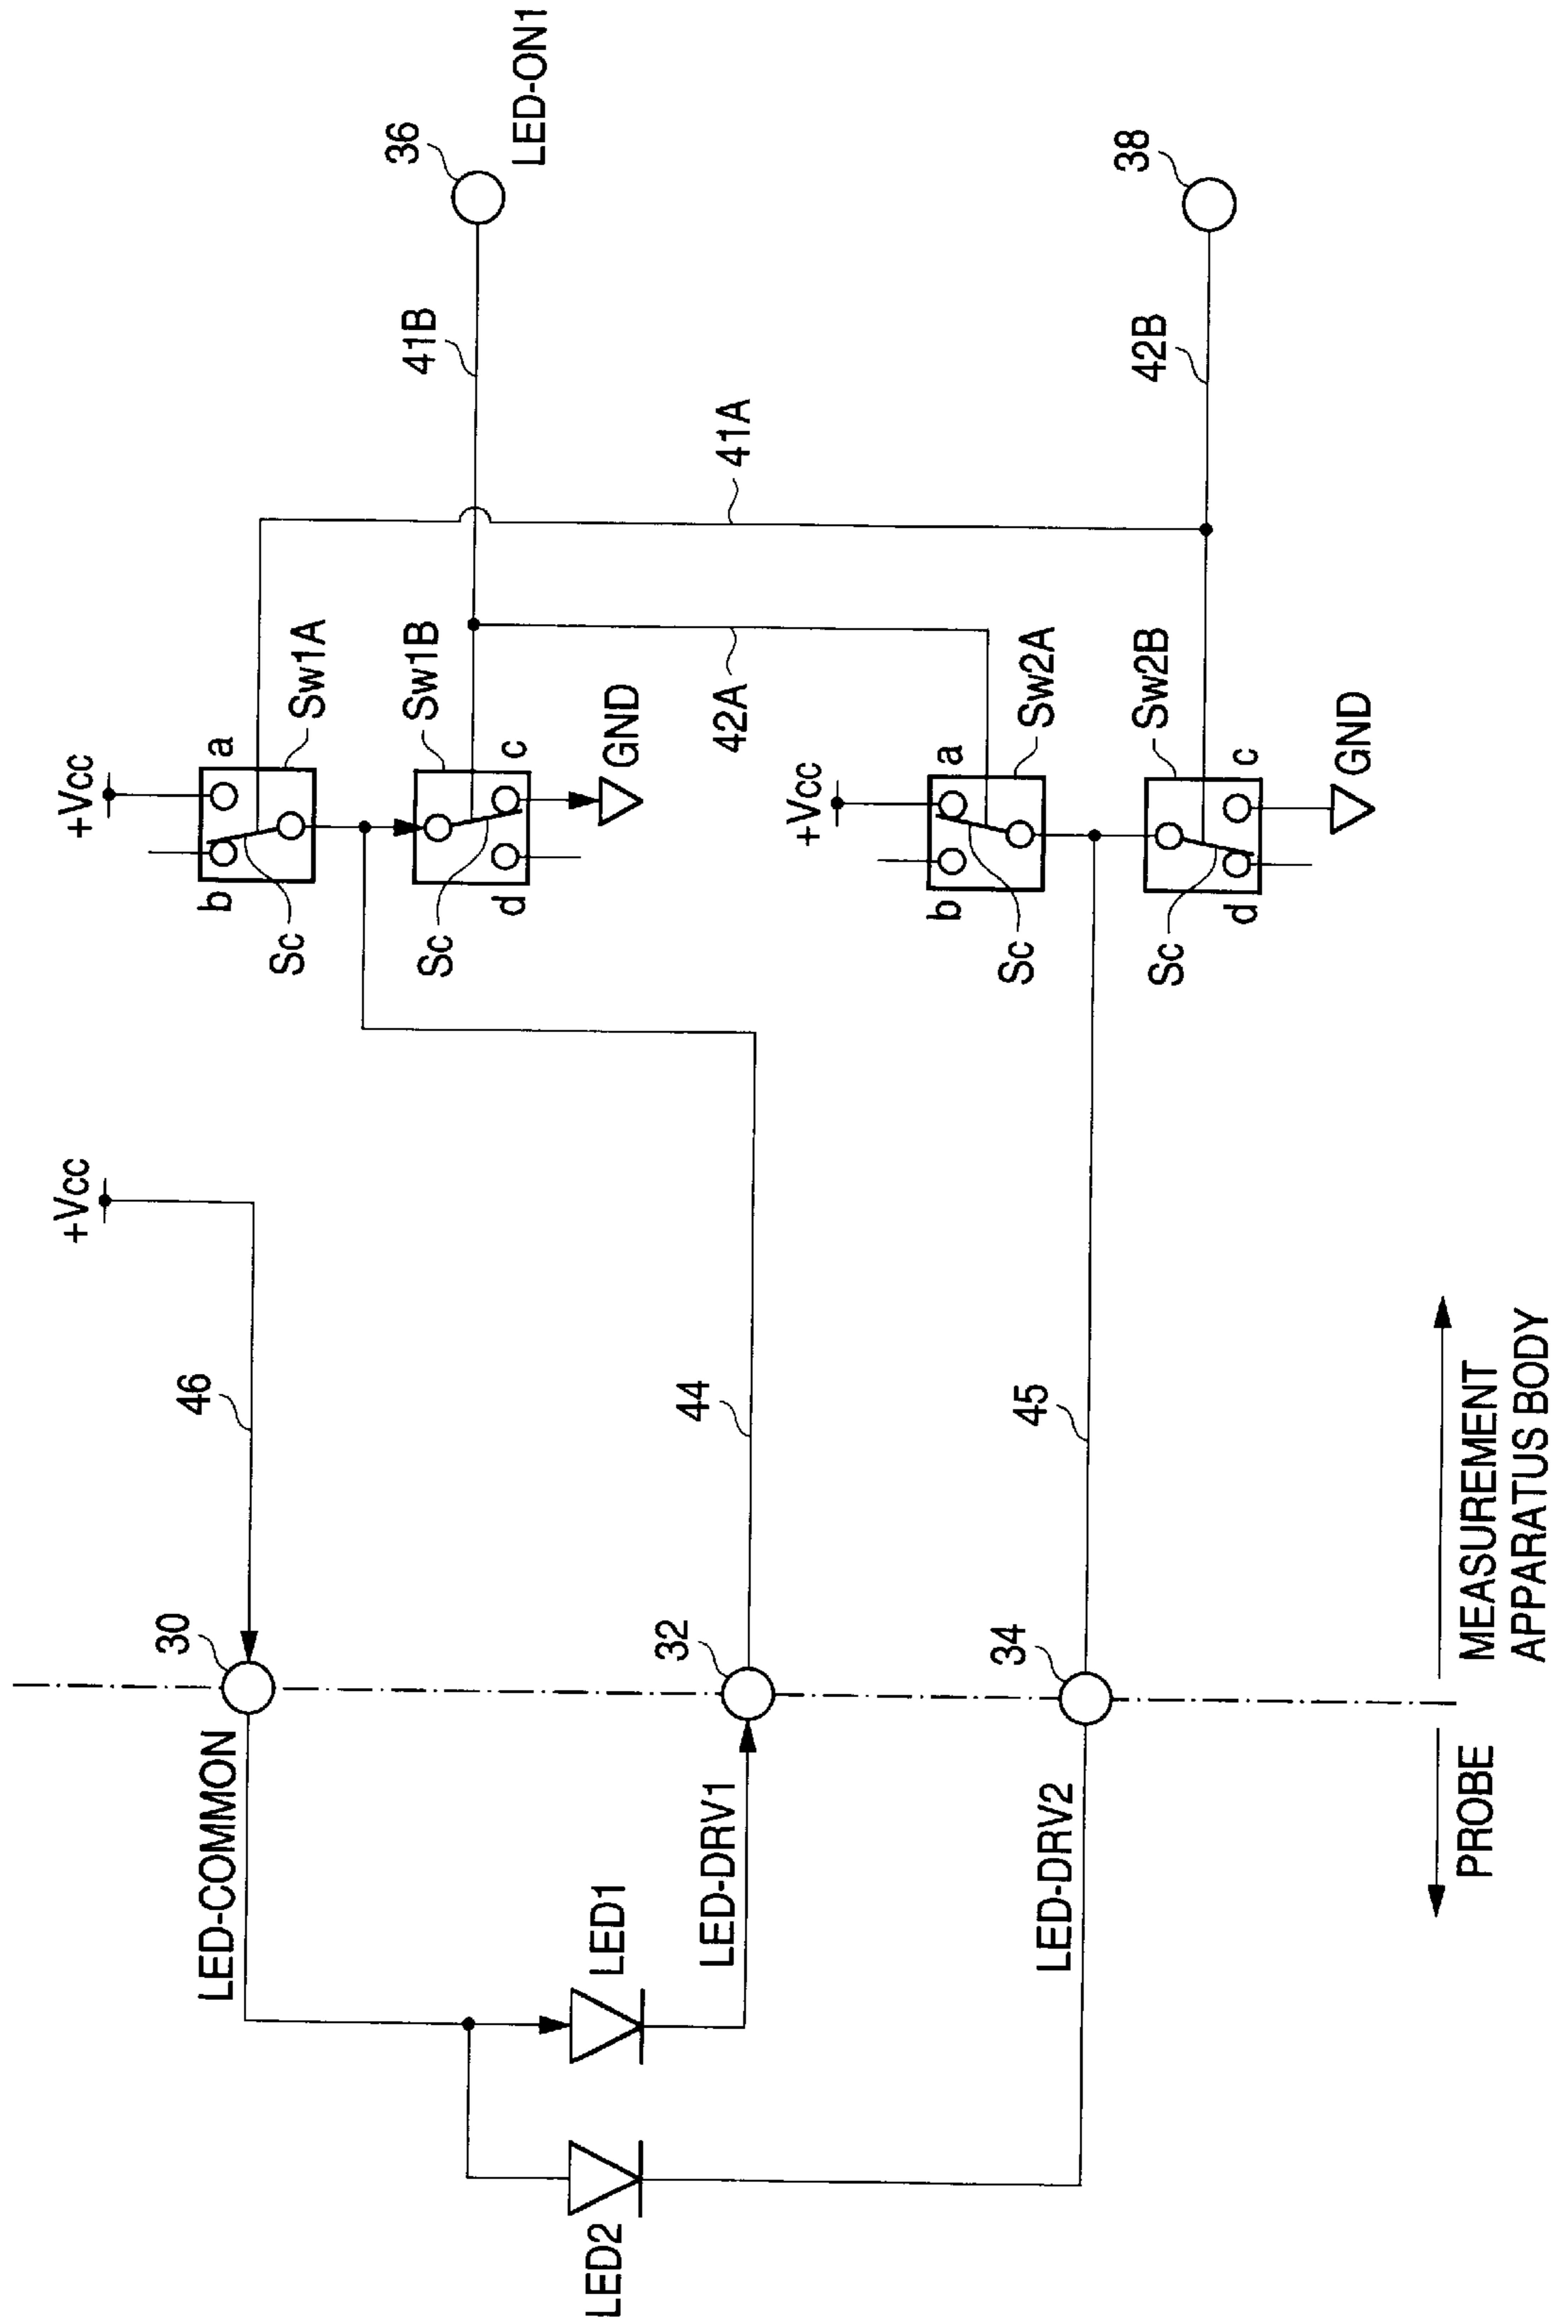 +Vcc
+Vcc
46
30
LED-COMMON
a
b
Sw1A
Sc
36
LED-ON1
41B
Sw1B
Sc
c
d
GND
41A
42A
44
32
LED-DRV1
LED1
LED2
+Vcc
a
b
Sw2A
Sc
45
34
LED-DRV2
38
42B
Sw2B
Sc
c
d
GND
PROBE
MEASUREMENT
APPARATUS BODY